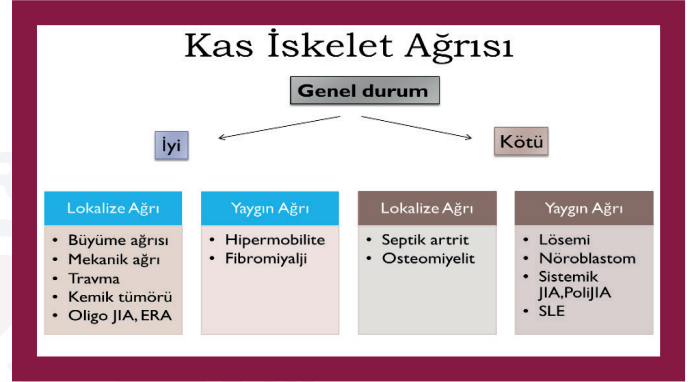 Kas İskelet Ağrısı
Genel durum
İyi
Kötü
Lokalize Ağrı
• Büyüme ağrısı
• Mekanik ağrı
• Travma
• Kemik tümörü
• Oligo JIA, ERA
Yaygın Ağrı
• Hipermobilite
• Fibromiyalji
Lokalize Ağrı
• Septik artrit
• Osteomiyelit
Yaygın Ağrı
• Lösemi
• Nöroblastom
• Sistemik
JIA,PoliJIA
• SLE